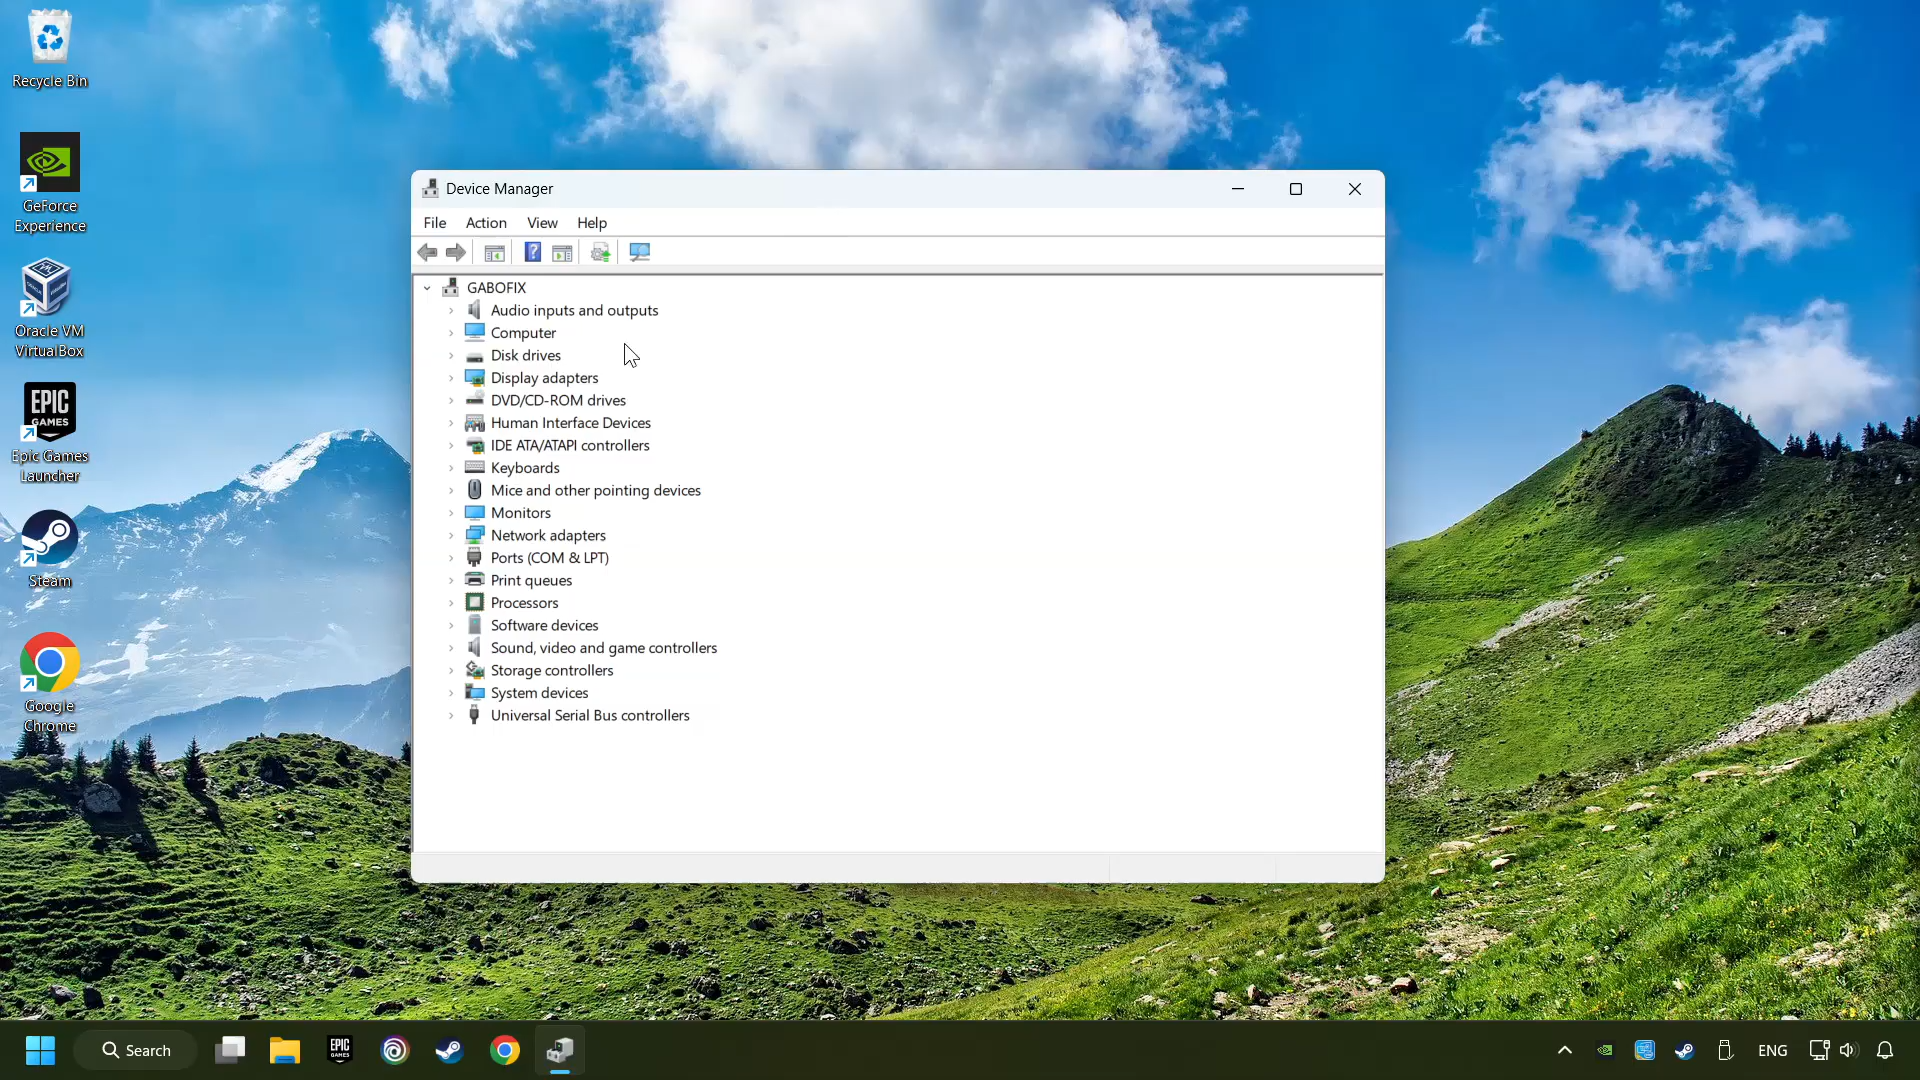 Recycle Bin
GeForce
Experience
Oracle VM
VirtualBox
EPIC
GAMES
Epic Games
Launcher
Steam
Google
Chrome
Device Manager
File Action View Help
GABOFIX
Audio inputs and outputs
Computer
Disk drives
Display adapters
DVD/CD-ROM drives
Human Interface Devices
IDE ATA/ATAPI controllers
Keyboards
Mice and other pointing devices
Monitors
Network adapters
Ports (COM & LPT)
Print queues
Processors
Software devices
Sound, video and game controllers
Storage controllers
System devices
Universal Serial Bus controllers
Search
EPIC
GAMES
ENG